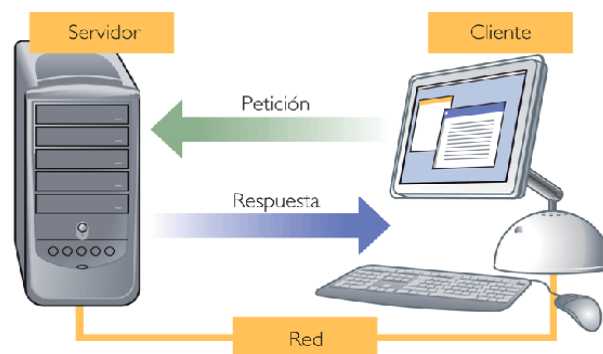 Servidor
Cliente
Petición
Respuesta
Red